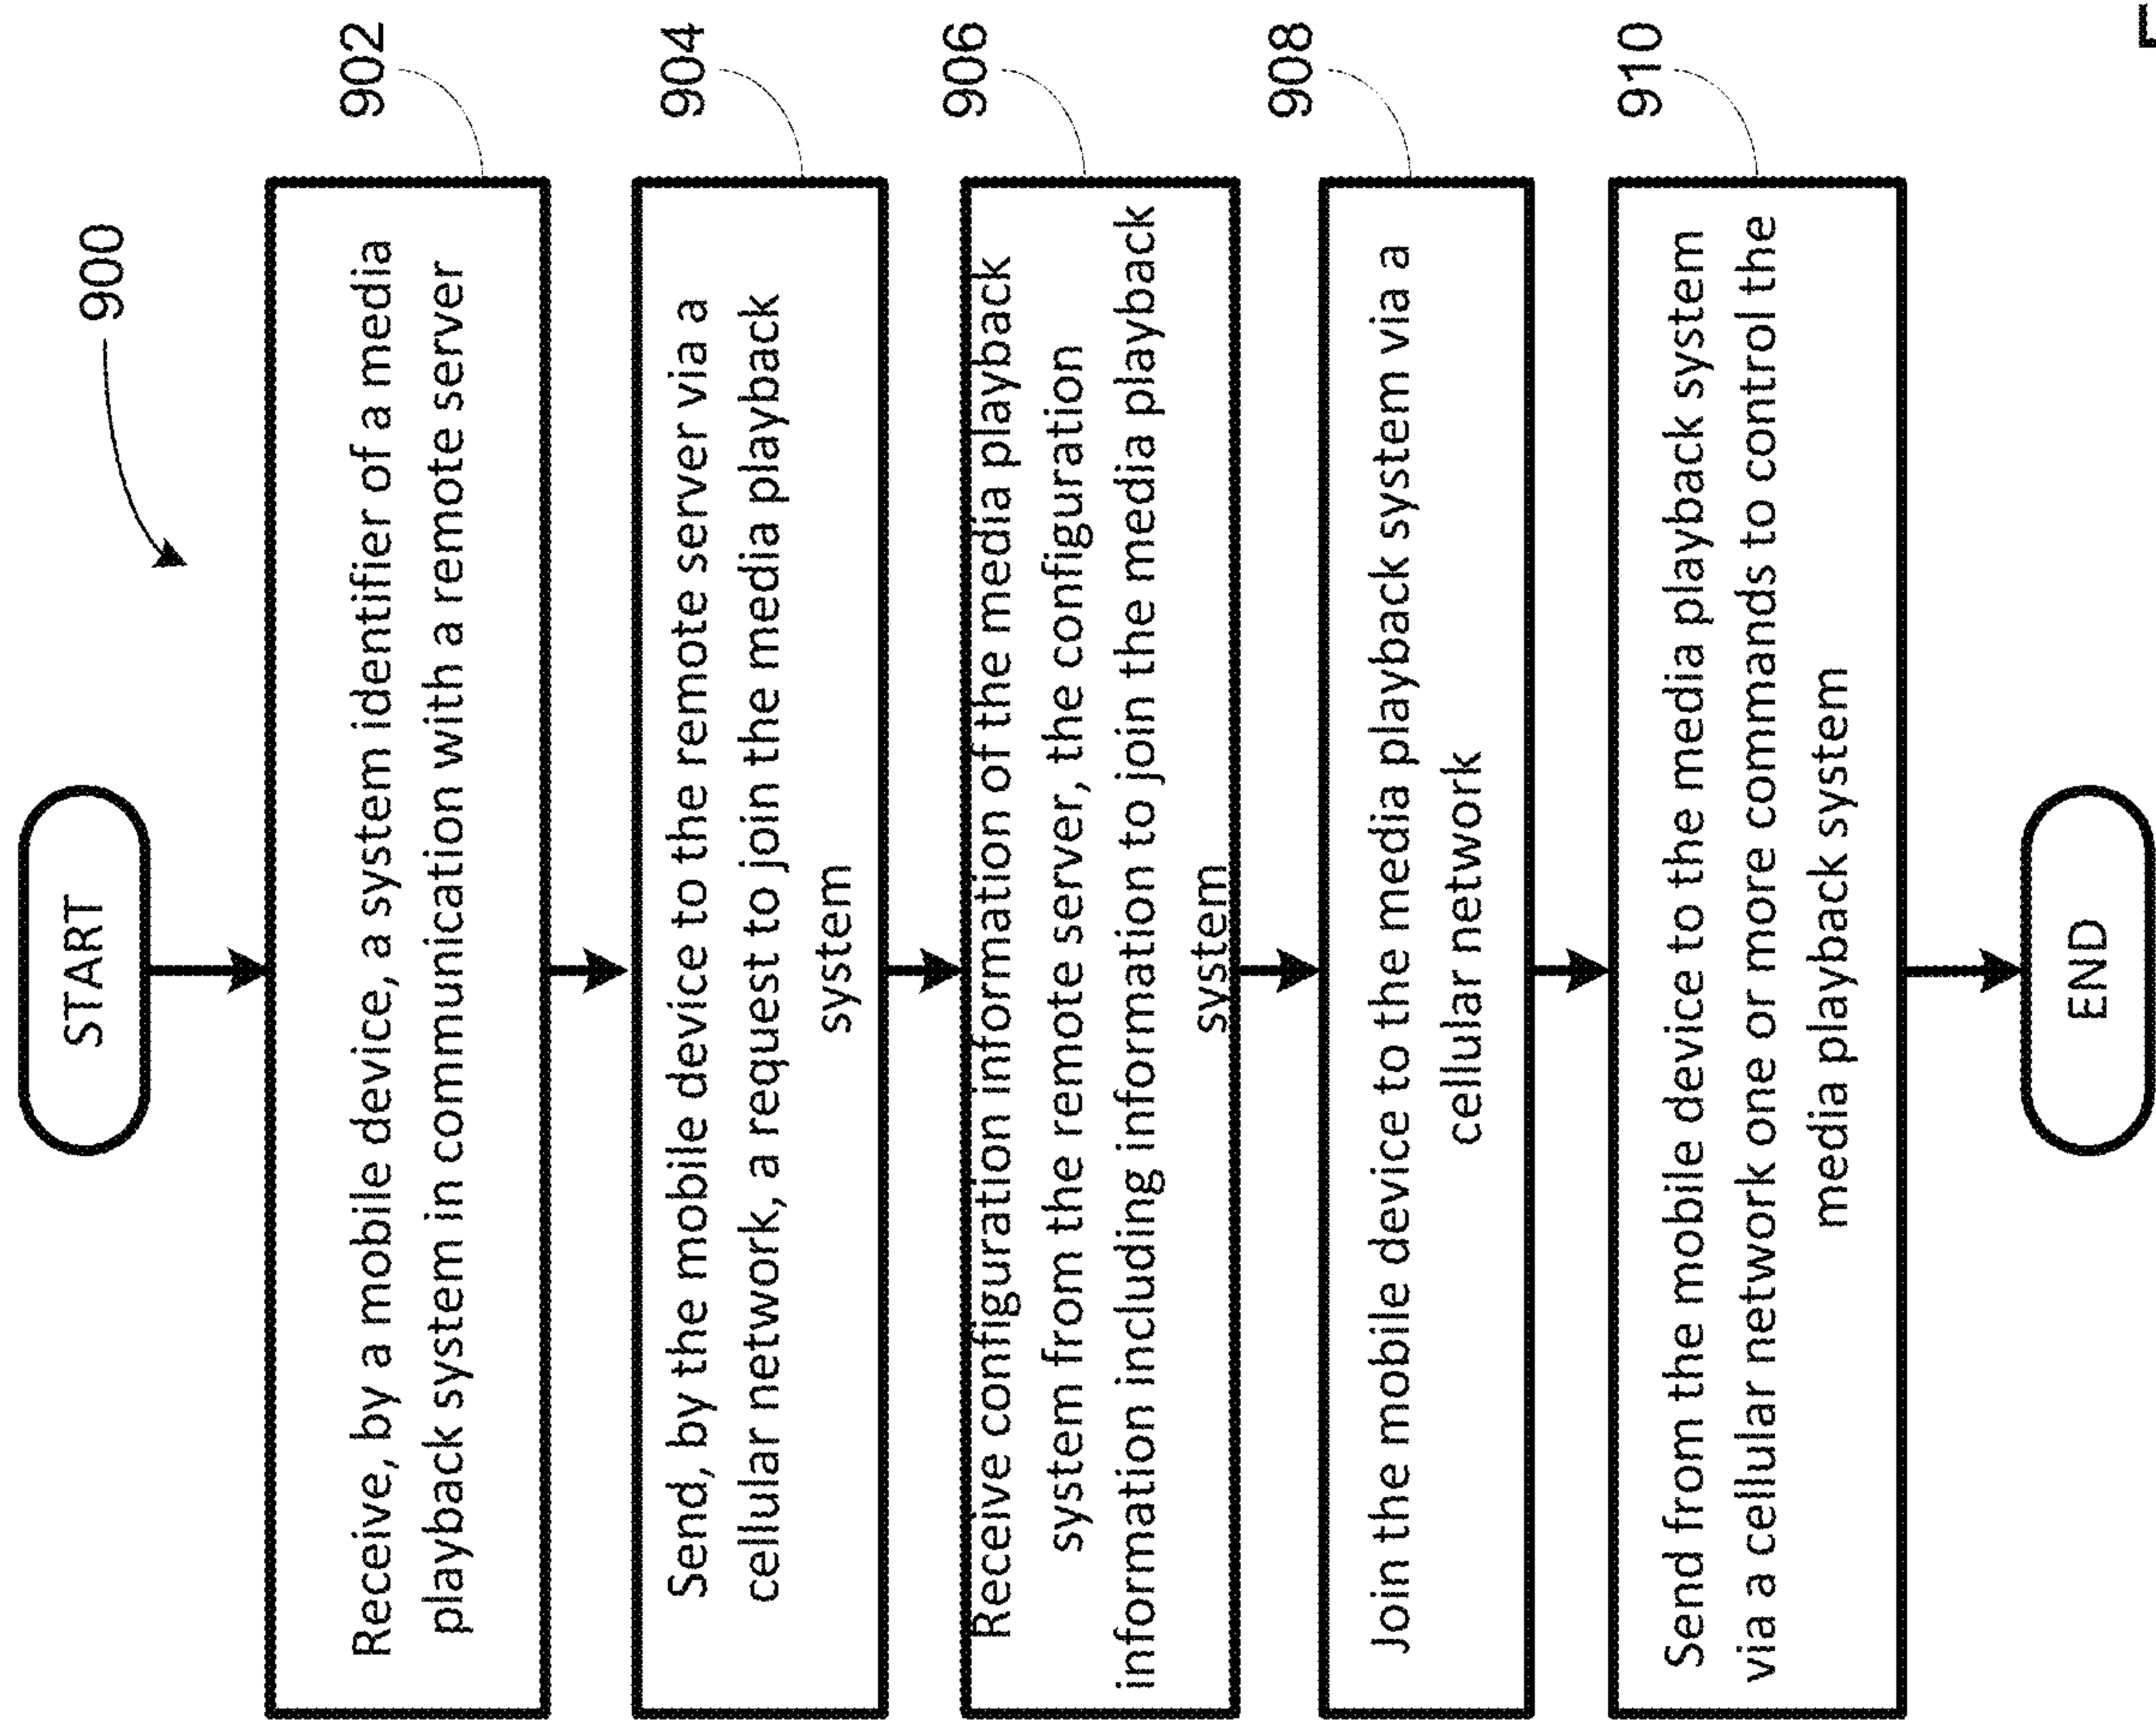 900
START
Receive, by a mobile device, a system identifier of a media
playback system in communication with a remote server
902
Send, by the mobile device to the remote server via a
cellular network, a request to join the media playback
system
904
Receive configuration information of the media playback
system from the remote server, the configuration
information including information to join the media playback
system
906
Join the mobile device to the media playback system via a
cellular network
908
Send from the mobile device to the media playback system
via a cellular network one or more commands to control the
media playback system
910
END